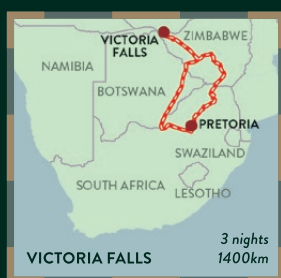 VICTORIA
FALLS
ZIMBABWE
NAMIBIA
BOTSWANA
PRETORIA
SWAZILAND
SOUTH AFRICA
LESOTHO
3 nights
VICTORIA FALLS 1400km